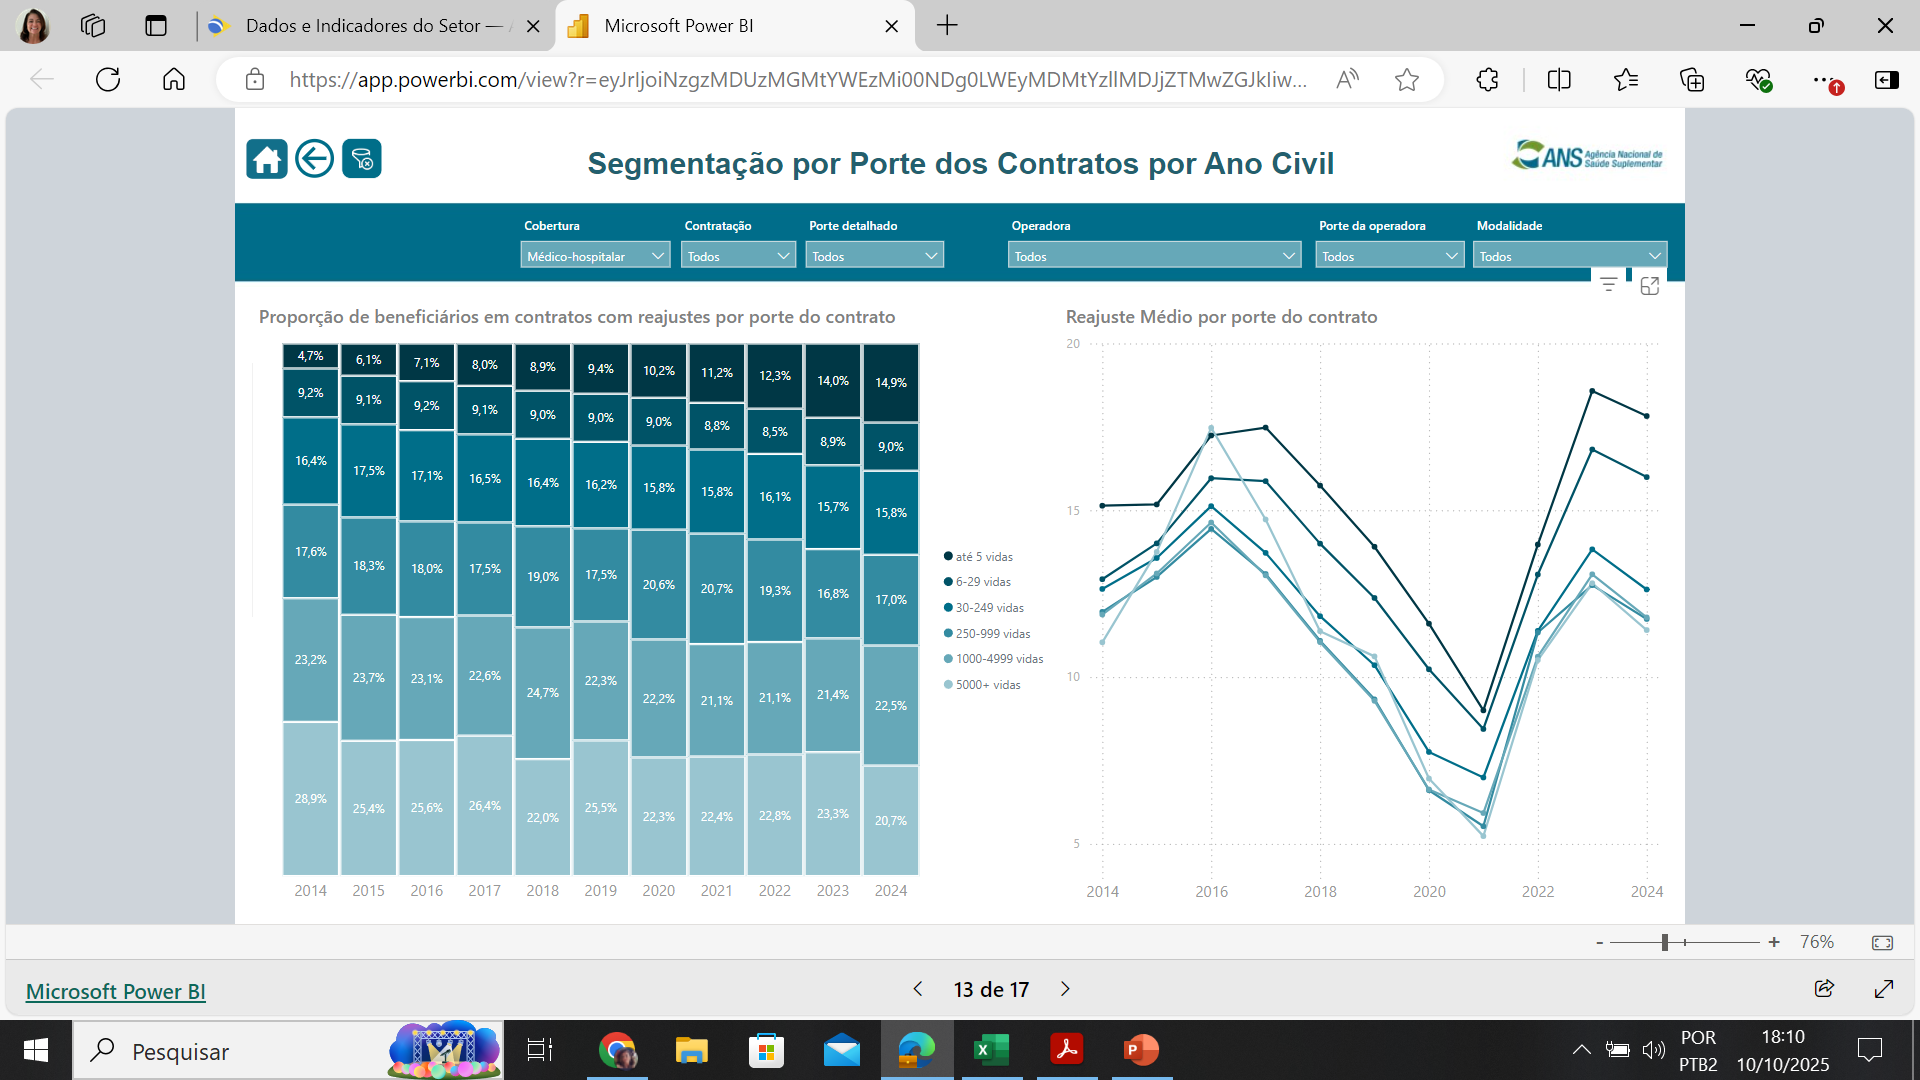 Dados e Indicadores do Setor —
Microsoft Power BI
https://app.powerbi.com/view?r=eyJrIjoiNzgzMDUzMGMtYWEzMi00NDg0LWEyMDMtYzllMDJjZTMwZGJkIiw...
Segmentação por Porte dos Contratos por Ano Civil
ANS Agência Nacional de
Saúde Suplementar
Cobertura
Contratação
Porte detalhado
Operadora
Porte da operadora
Modalidade
Médico-hospitalar
Todos
Todos
Todos
Todos
Todos
Proporção de beneficiários em contratos com reajustes por porte do contrato
4,7% 6,1% 7,1% 8,0% 8,9% 9,4% 10,2% 11,2% 12,3% 14,0% 14,9%
9,2% 9,1% 9,2% 9,1% 9,0% 9,0% 9,0% 8,8% 8,5% 8,9% 9,0%
16,4% 17,5% 17,1% 16,5% 16,4% 16,2% 15,8% 15,8% 16,1% 15,7% 15,8%
17,6% 18,3% 18,0% 17,5% 19,0% 17,5% 20,6% 20,7% 19,3% 16,8% 17,0%
23,2% 23,7% 23,1% 22,6% 24,7% 22,3% 22,2% 21,1% 21,1% 21,4% 22,5%
28,9% 25,4% 25,6% 26,4% 22,0% 25,5% 22,3% 22,4% 22,8% 23,3% 20,7%
2014 2015 2016 2017 2018 2019 2020 2021 2022 2023 2024
até 5 vidas
6-29 vidas
30-249 vidas
250-999 vidas
1000-4999 vidas
5000+ vidas
Reajuste Médio por porte do contrato
20
15
10
5
2014 2016 2018 2020 2022 2024
- + 76%
Microsoft Power BI
13 de 17
Pesquisar
POR
PTB2
18:10
10/10/2025